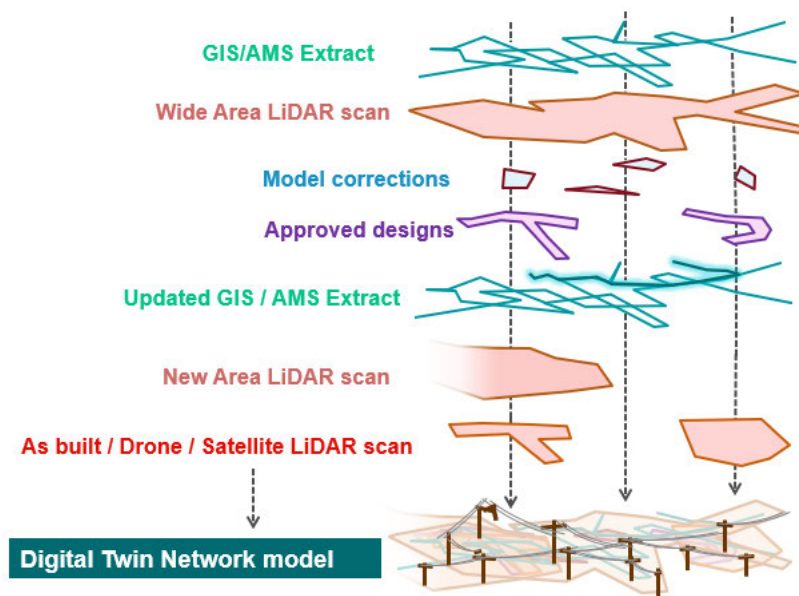 GIS/AMS Extract
Wide Area LiDAR scan
Model corrections
Approved designs
Updated GIS / AMS Extract
New Area LiDAR scan
As built / Drone / Satellite LiDAR scan
Digital Twin Network model